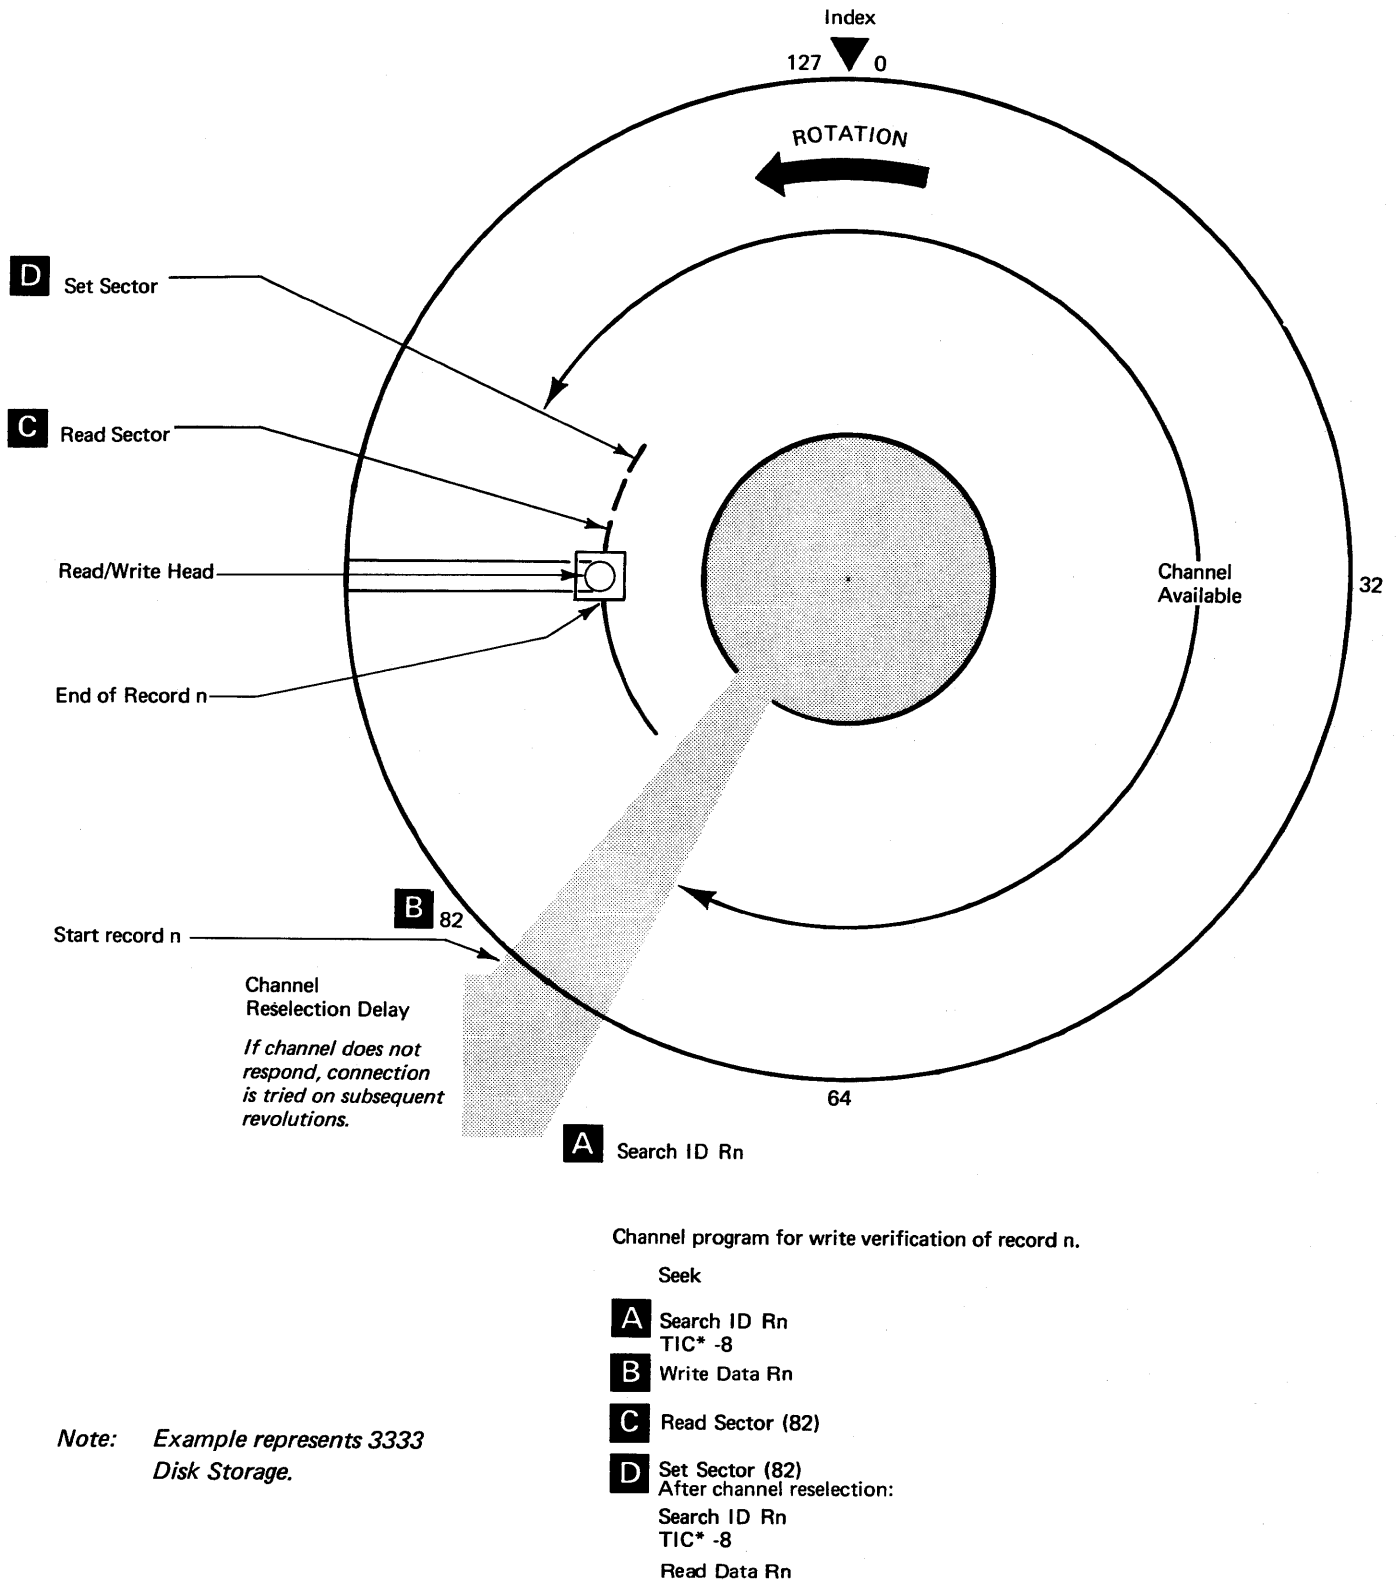 Index
127 0
ROTATION
D Set Sector
C Read Sector
Read/Write Head
Channel
Available
32
End of Record n
B 82
Start record n
Channel
Reselection Delay
If channel does not
respond, connection
is tried on subsequent
revolutions.
64
A Search ID Rn
Channel program for write verification of record n.
Seek
A Search ID Rn
TIC* -8
B Write Data Rn
C Read Sector (82)
D Set Sector (82)
After channel reselection:
Search ID Rn
TIC* -8
Read Data Rn
Note: Example represents 3333
Disk Storage.